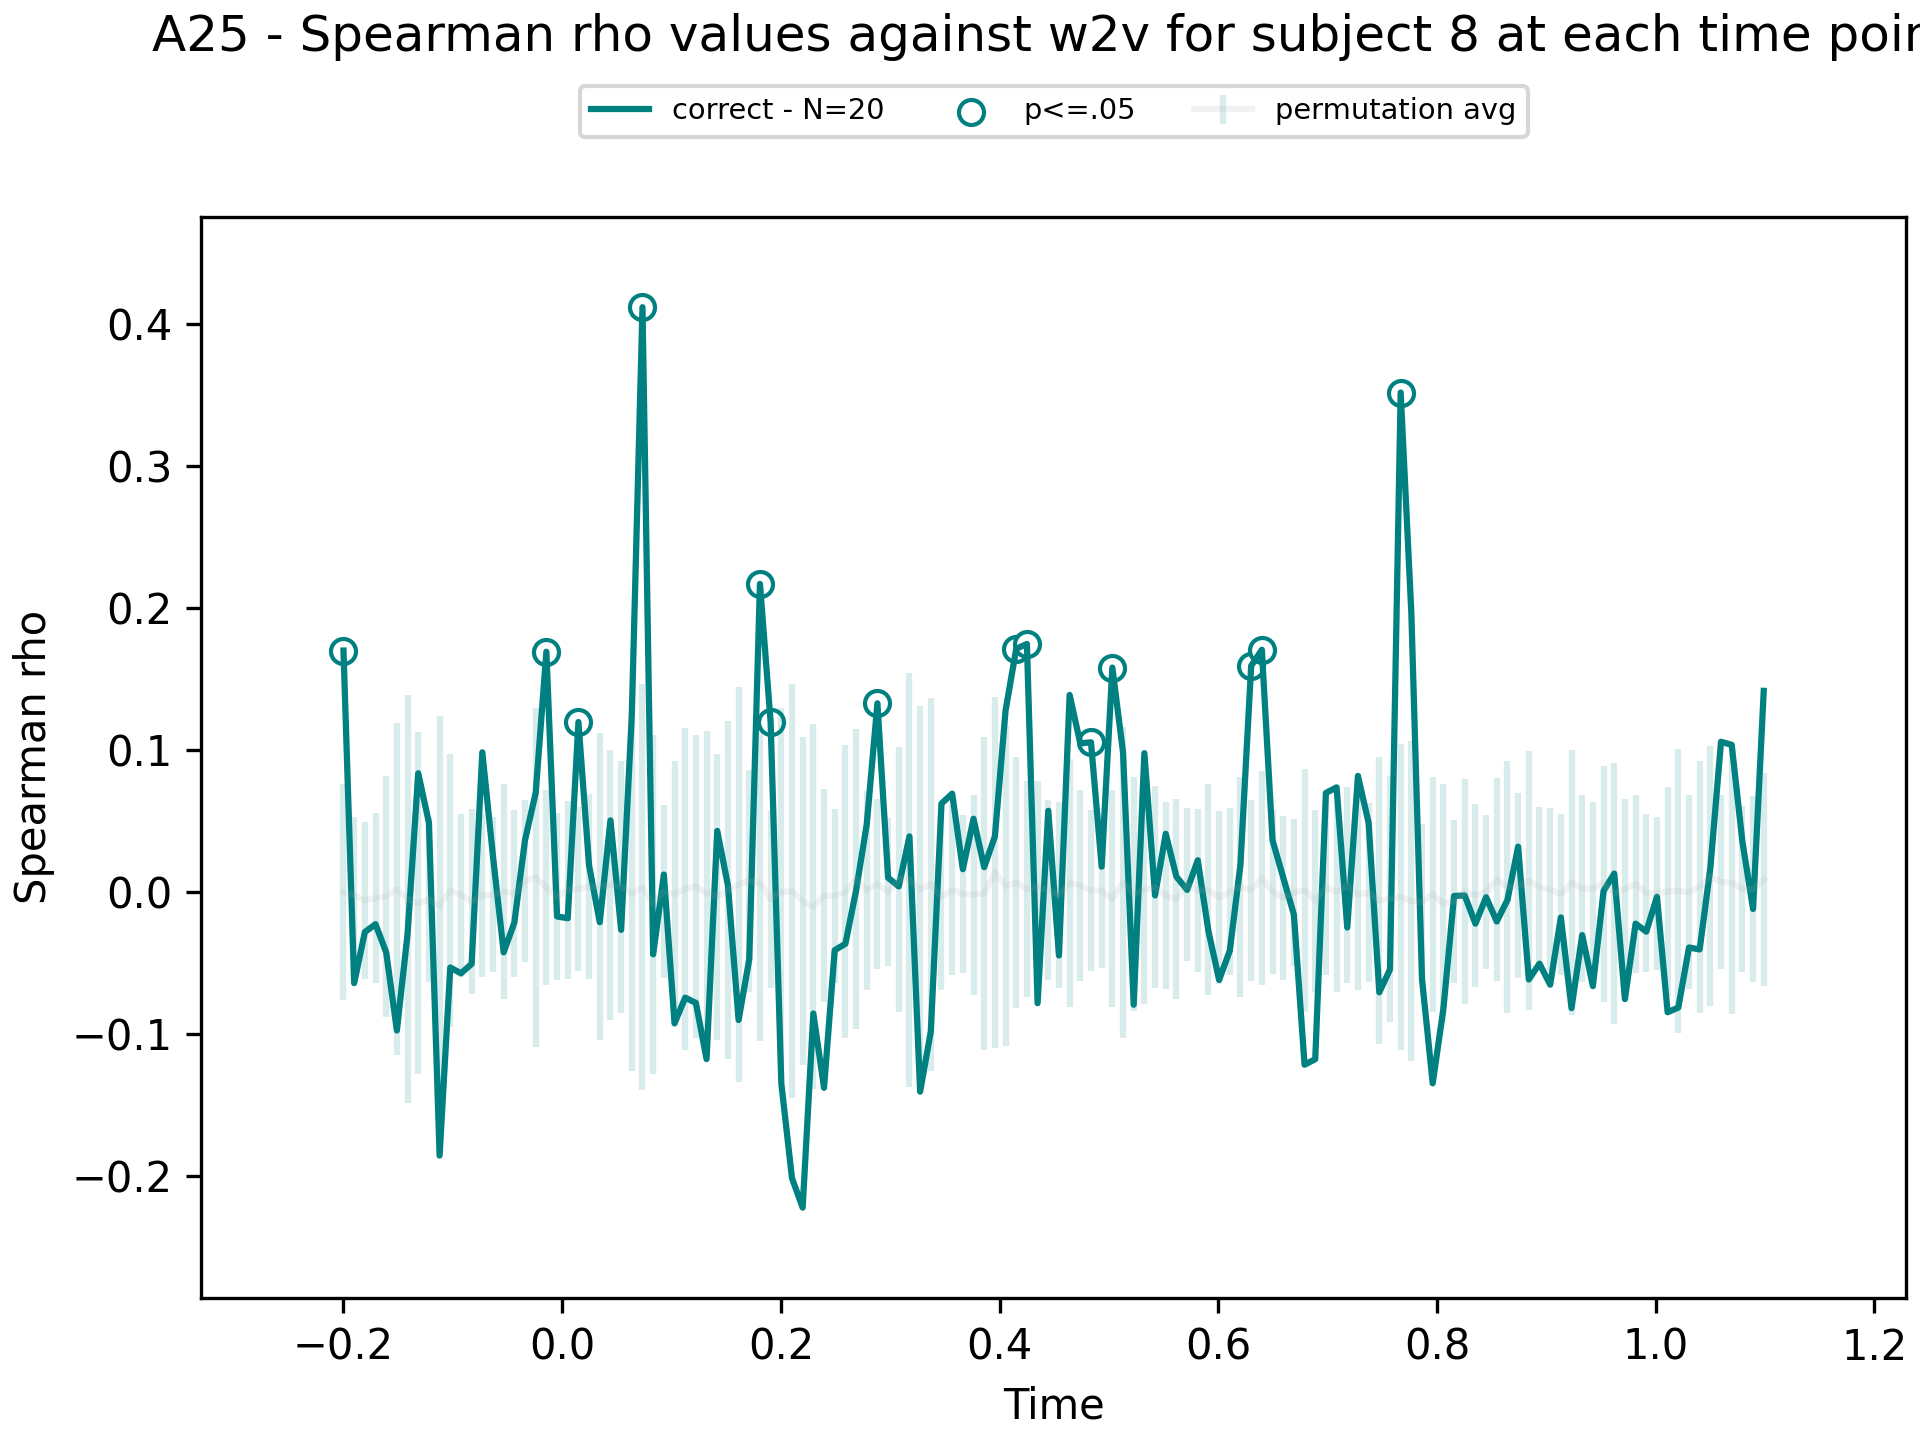 A25 - Spearman rho values against w2v for subject 8 at each time poin
correct - N=20 p<=.05 permutation avg
Spearman rho
0.4
0.3
0.2
0.1
0.0
−0.1
−0.2
−0.2 0.0 0.2 0.4 0.6 0.8 1.0 1.2
Time